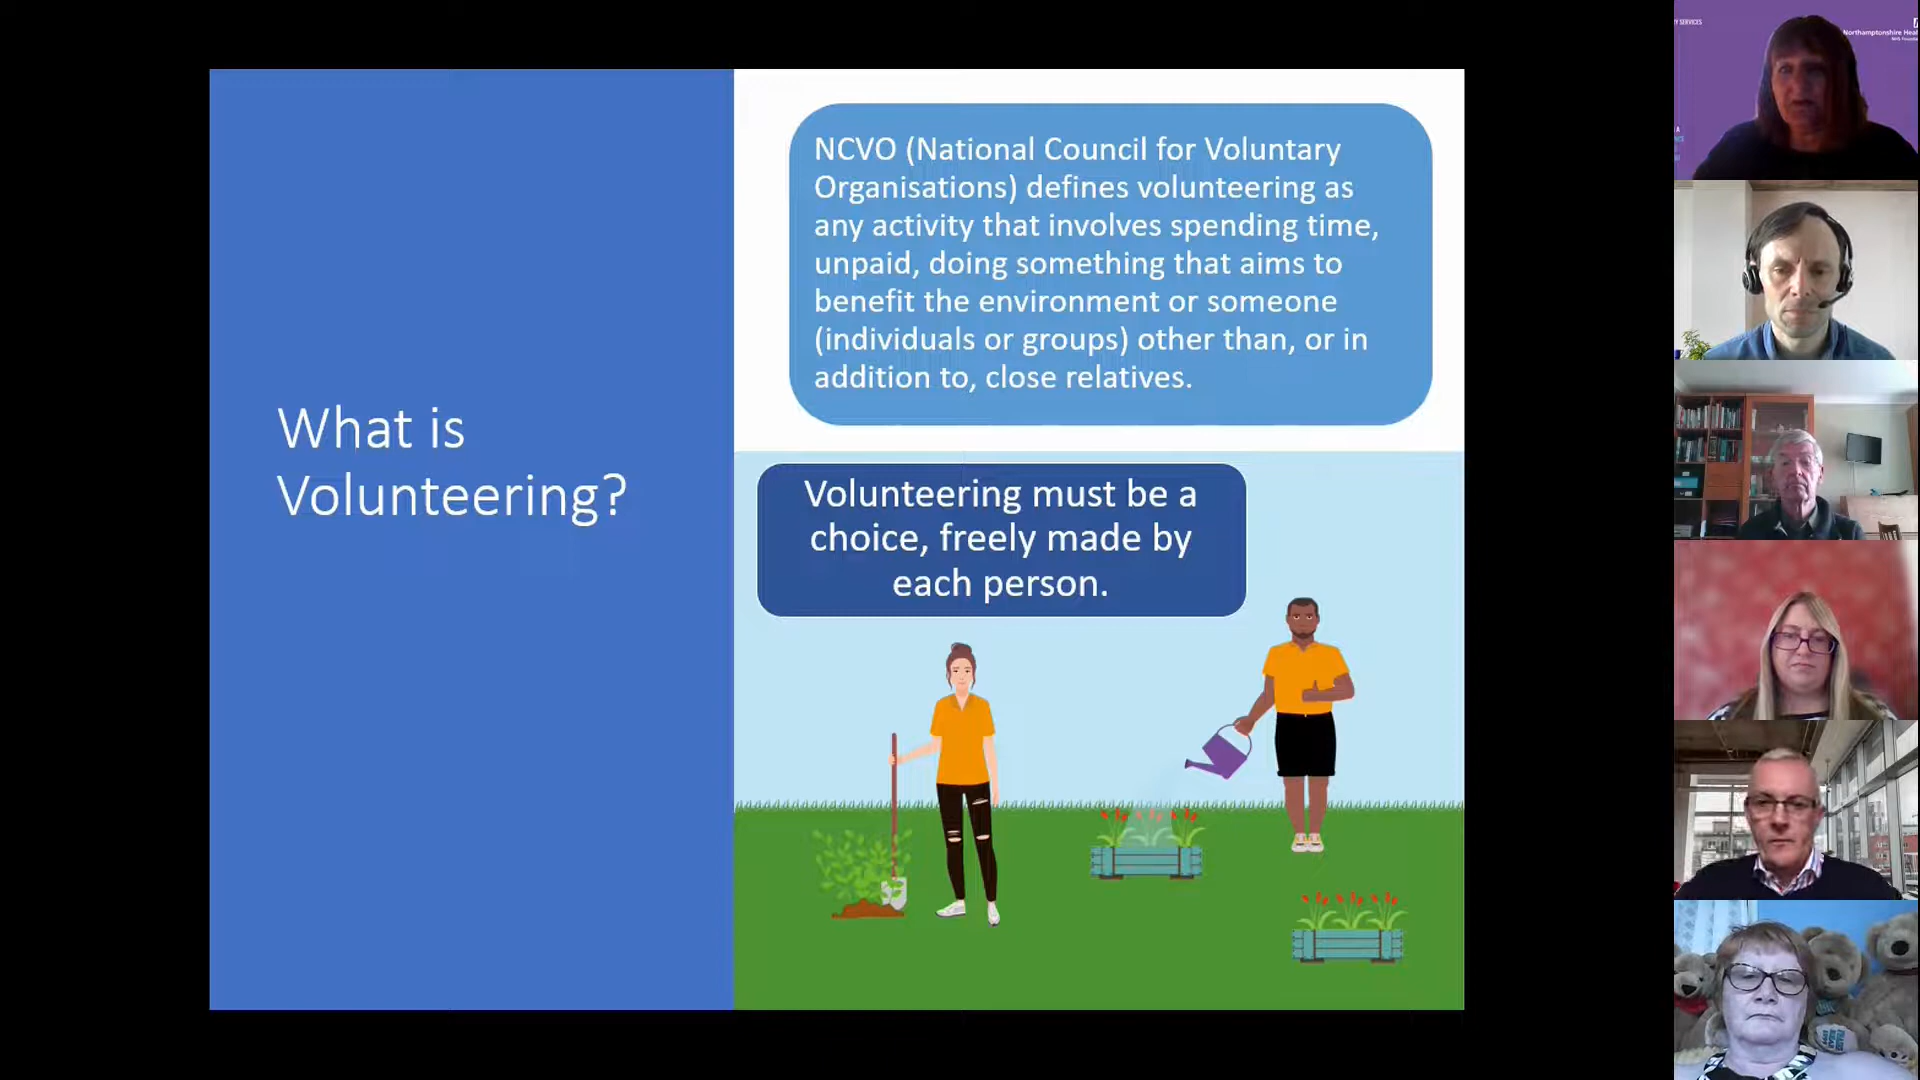 What is
Volunteering?
NCVO (National Council for Voluntary
Organisations) defines volunteering as
any activity that involves spending time,
unpaid, doing something that aims to
benefit the environment or someone
(individuals or groups) other than, or in
addition to, close relatives.
Volunteering must be a
choice, freely made by
each person.
Y SERVICES
Northamptonshire Heal